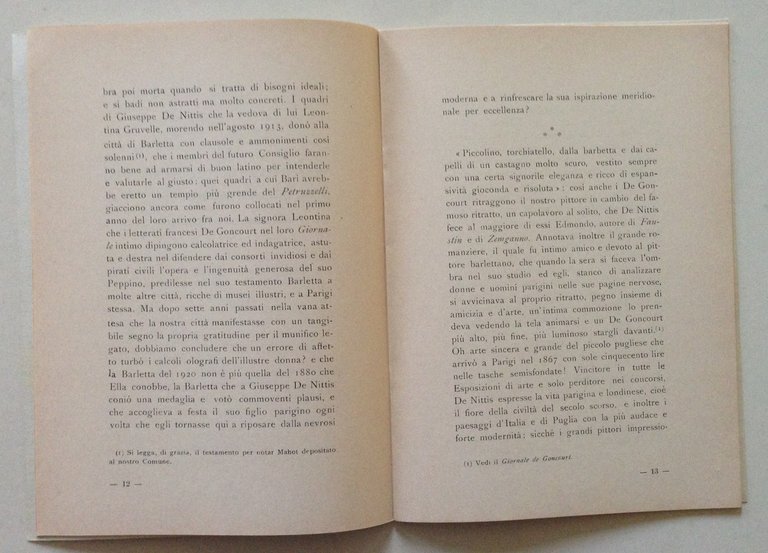 bra poi morta quando si tratta di bisogni ideali;
e si badi non astratti ma molto concreti. I quadri
di Giuseppe De Nittis che la vedova di lui Leon-
tina Gruvelle, morendo nell'agosto 1913, donò alla
città di Barletta con clausole e ammonimenti così
solenni(1), che i membri del futuro Consiglio faran-
no bene ad armarsi di buon latino per intenderle
e valutarle al giusto: quei quadri a cui Bari avreb-
be eretto un tempio più grende del Petruzzelli,
giacciono ancora come furono collocati nel primo
anno del loro arrivo fra noi. La signora Leontina
che i letterati francesi De Goncourt nel loro Giorna-
le intimo dipingono calcolatrice ed indagatrice, astu-
ta e destra nel difendere dai consorti invidiosi e dai
pirati civili l'opera e l'ingenuità generosa del suo
Peppino, predilesse nel suo testamento Barletta a
molte altre città, ricche di musei illustri, e a Parigi
stessa. Ma dopo sette anni passati nella vana at-
tesa che la nostra città manifestasse con un tangi-
bile segno la propria gratitudine per il munifico le-
gato, dobbiamo concludere che un errore di affet-
to turbò i calcoli olografi dell'illustre donna? e che
la Barletta del 1920 non è più quella del 1880 che
Ella conobbe, la Barletta che a Giuseppe De Nittis
coniò una medaglia e votò commoventi plausi, e
che accoglieva a festa il suo figlio parigino ogni
volta che egli tornasse qui a riposare dalla nevrosi
(1) Si legga, di grazia, il testamento per notar Mahot depositato
al nostro Comune.
— 12 —
moderna e a rinfrescare la sua ispirazione meridio-
nale per eccellenza?
« Piccolino, torchiatello, dalla barbetta e dai ca-
pelli di un castagno molto scuro, vestito sempre
con una certa signorile eleganza e ricco di espan-
sività gioconda e risoluta »: così anche i De Gon-
court ritraggono il nostro pittore in cambio del fa-
moso ritratto, un capolavoro al solito, che De Nittis
fece al maggiore di essi Edmondo, autore di Fau-
stin e di Zemganno. Annotava inoltre il grande ro-
manziere, il quale fu intimo amico e devoto al pit-
tore barlettano, che quando la sera si faceva l'om-
bra nel suo studio ed egli, stanco di analizzare
donne e uomini parigini nelle sue pagine nervose,
si avvicinava al proprio ritratto, pegno insieme di
amicizia e d'arte, un'intima commozione lo pren-
deva vedendo la tela animarsi e un De Goncourt
più alto, più fine, più luminoso stargli davanti.(1)
Oh arte sincera e grande del piccolo pugliese che
arrivò a Parigi nel 1867 con sole cinquecento lire
nelle tasche semisfondate! Vincitore in tutte le
Esposizioni di arte e solo perditore nei concorsi,
De Nittis espresse la vita parigina e londinese, cioè
il fiore della civiltà del secolo scorso, e inoltre i
paesaggi d'Italia e di Puglia con la più audace e
forte modernità; sicché i grandi pittori impressio-
(1) Vedi il Giornale de Goncourt.
— 13 —